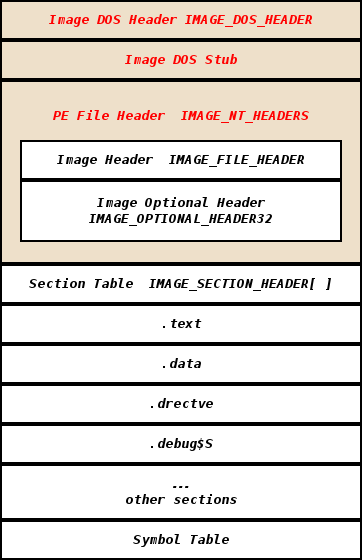 Image DOS Header IMAGE_DOS_HEADER
Image DOS Stub
PE File Header  IMAGE_NT_HEADERS
Image Header  IMAGE_FILE_HEADER
Image Optional Header
IMAGE_OPTIONAL_HEADER32
Section Table  IMAGE_SECTION_HEADER[ ]
.text
.data
.drectve
.debug$S
...
other sections
Symbol Table